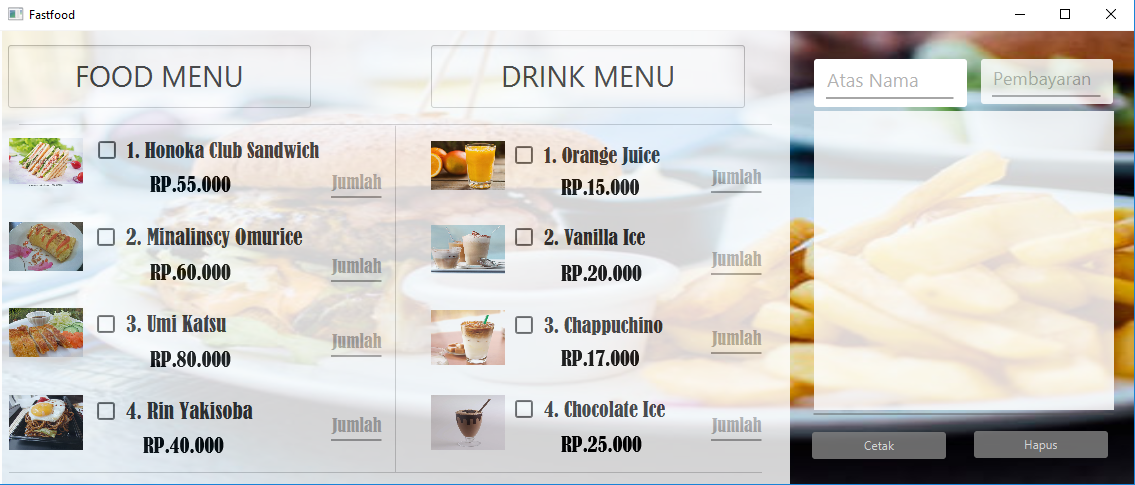 Fastfood
FOOD MENU
1. Honoka Club Sandwich
RP.55.000
Jumlah
2. Minalinscy Omurice
RP.60.000
Jumlah
3. Umi Katsu
RP.80.000
Jumlah
4. Rin Yakisoba
RP.40.000
Jumlah
DRINK MENU
1. Orange Juice
RP.15.000
Jumlah
2. Vanilla Ice
RP.20.000
Jumlah
3. Chappuchino
RP.17.000
Jumlah
4. Chocolate Ice
RP.25.000
Jumlah
Atas Nama
Pembayaran
Cetak
Hapus